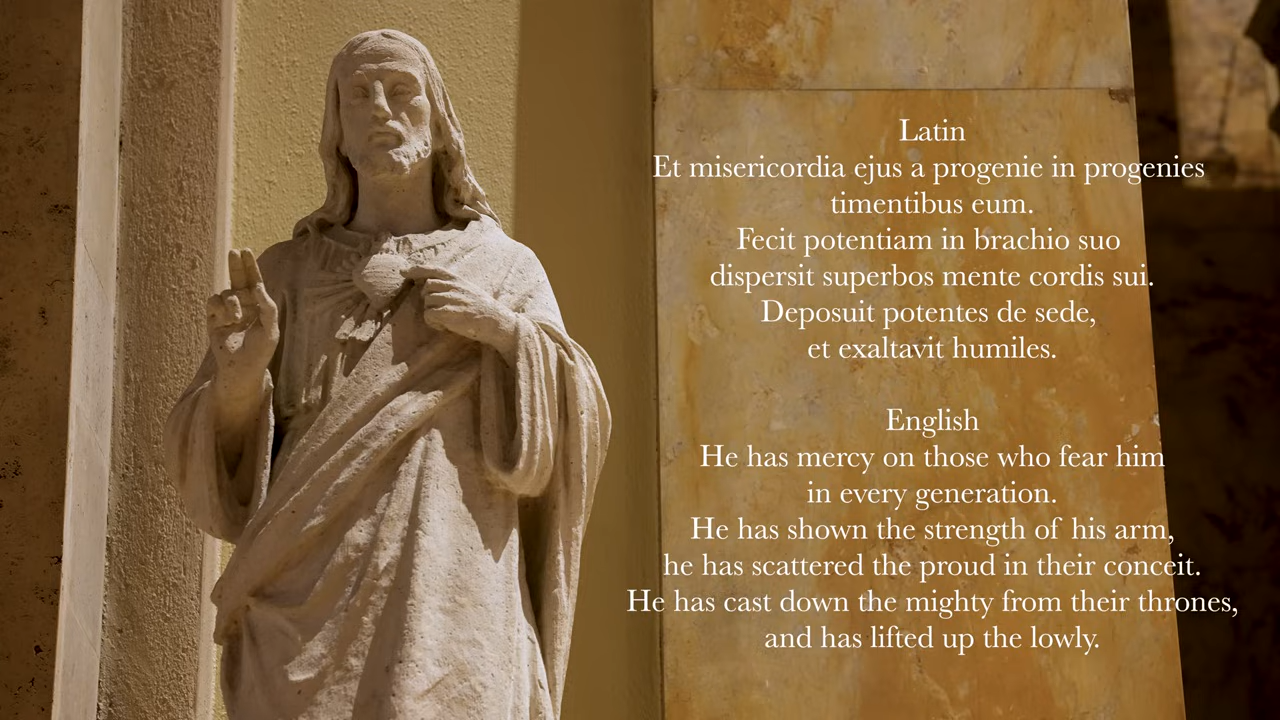 Latin
Et misericordia ejus a progenie in progenies
timentibus eum.
Fecit potentiam in brachio suo
dispersit superbos mente cordis sui.
Deposuit potentes de sede,
et exaltavit humiles.
English
He has mercy on those who fear him
in every generation.
He has shown the strength of his arm,
he has scattered the proud in their conceit.
He has cast down the mighty from their thrones,
and has lifted up the lowly.